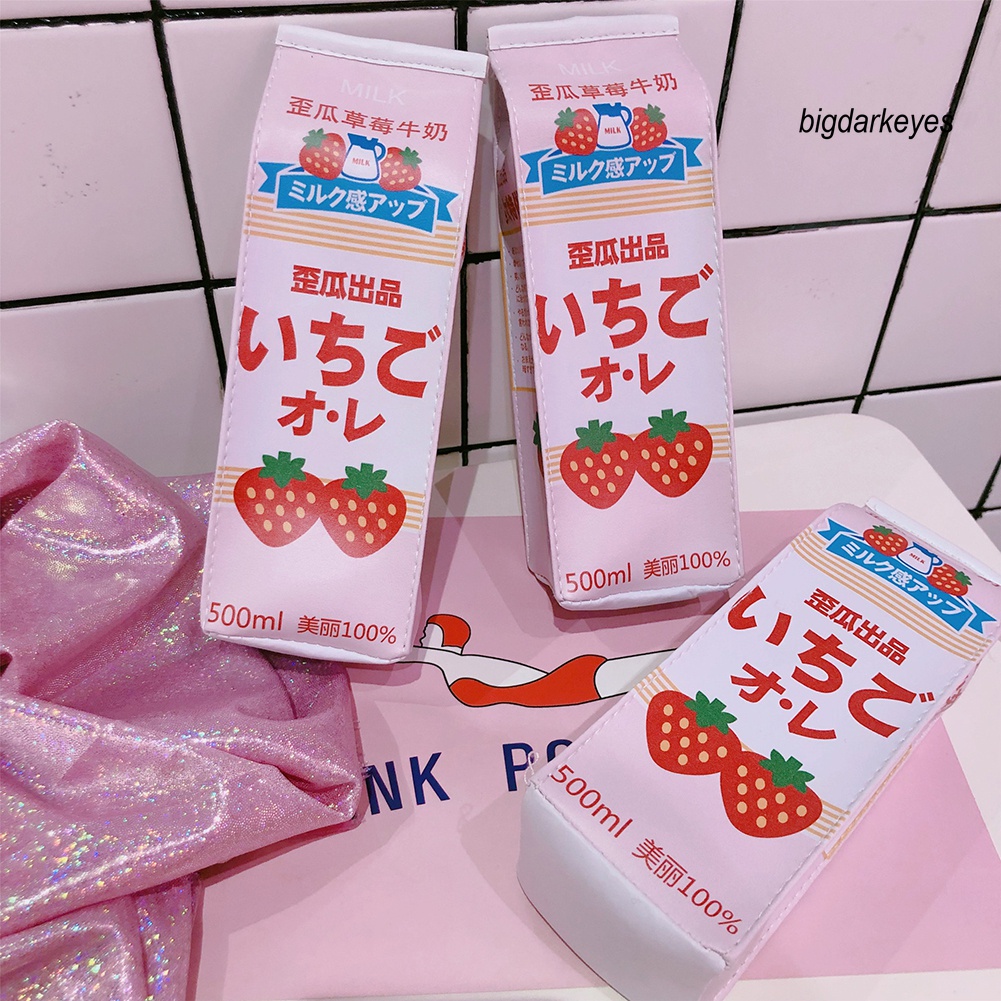 bigdarkeyes
MILK
歪瓜草莓牛奶
MILK
ミルク感アップ
歪瓜出品
いちご
オ・レ
500ml 美丽100%
MILK
歪瓜草莓牛奶
MILK
ミルク感アップ
歪瓜出品
いちご
オ・レ
500ml 美丽100%
MILK
ミルク感アップ
歪瓜出品
いちご
オ・レ
500ml 美丽100%
NK PO